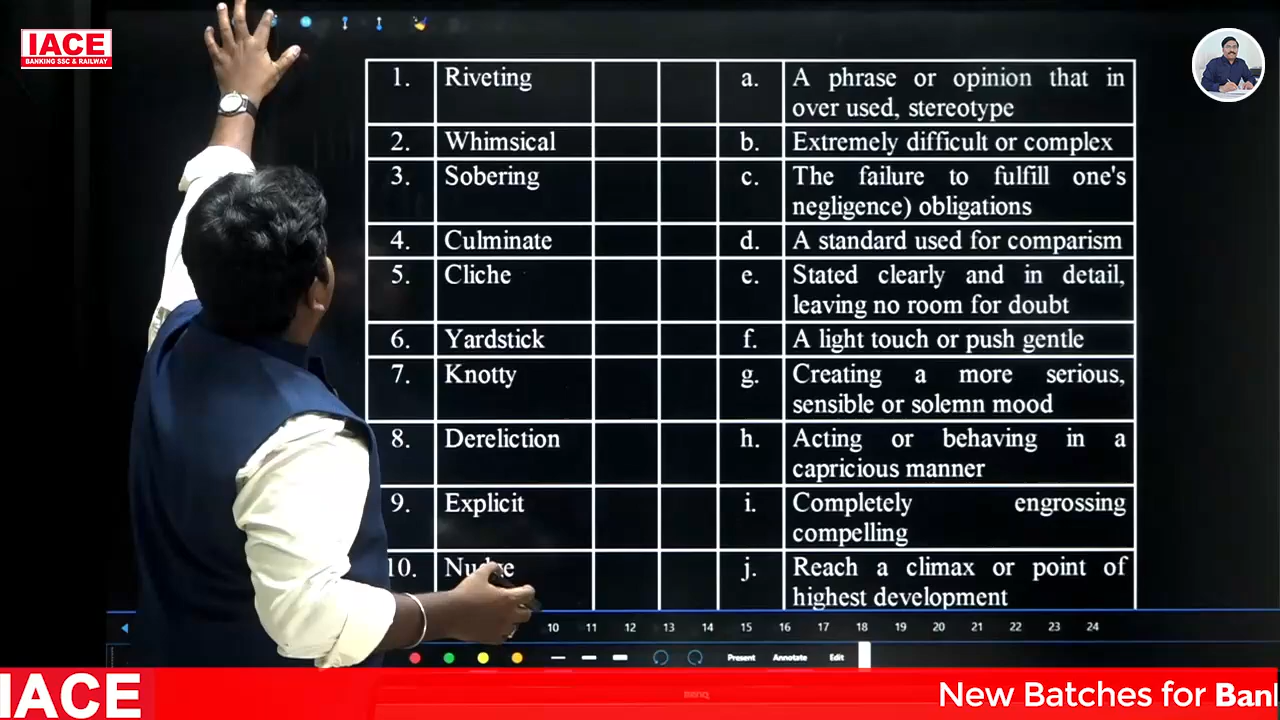 IACE
BANKING SSC & RAILWAY
1. Riveting a. A phrase or opinion that in
over used, stereotype
2. Whimsical b. Extremely difficult or complex
3. Sobering c. The failure to fulfill one's
negligence) obligations
4. Culminate d. A standard used for comparism
5. Cliche e. Stated clearly and in detail,
leaving no room for doubt
6. Yardstick f. A light touch or push gentle
7. Knotty g. Creating a more serious,
sensible or solemn mood
8. Dereliction h. Acting or behaving in a
capricious manner
9. Explicit i. Completely engrossing
compelling
10. Nudge j. Reach a climax or point of
highest development
10 11 12 13 14 15 16 17 18 19 20 21 22 23 24
Present Annotate Edit
BenQ
IACE New Batches for Ban